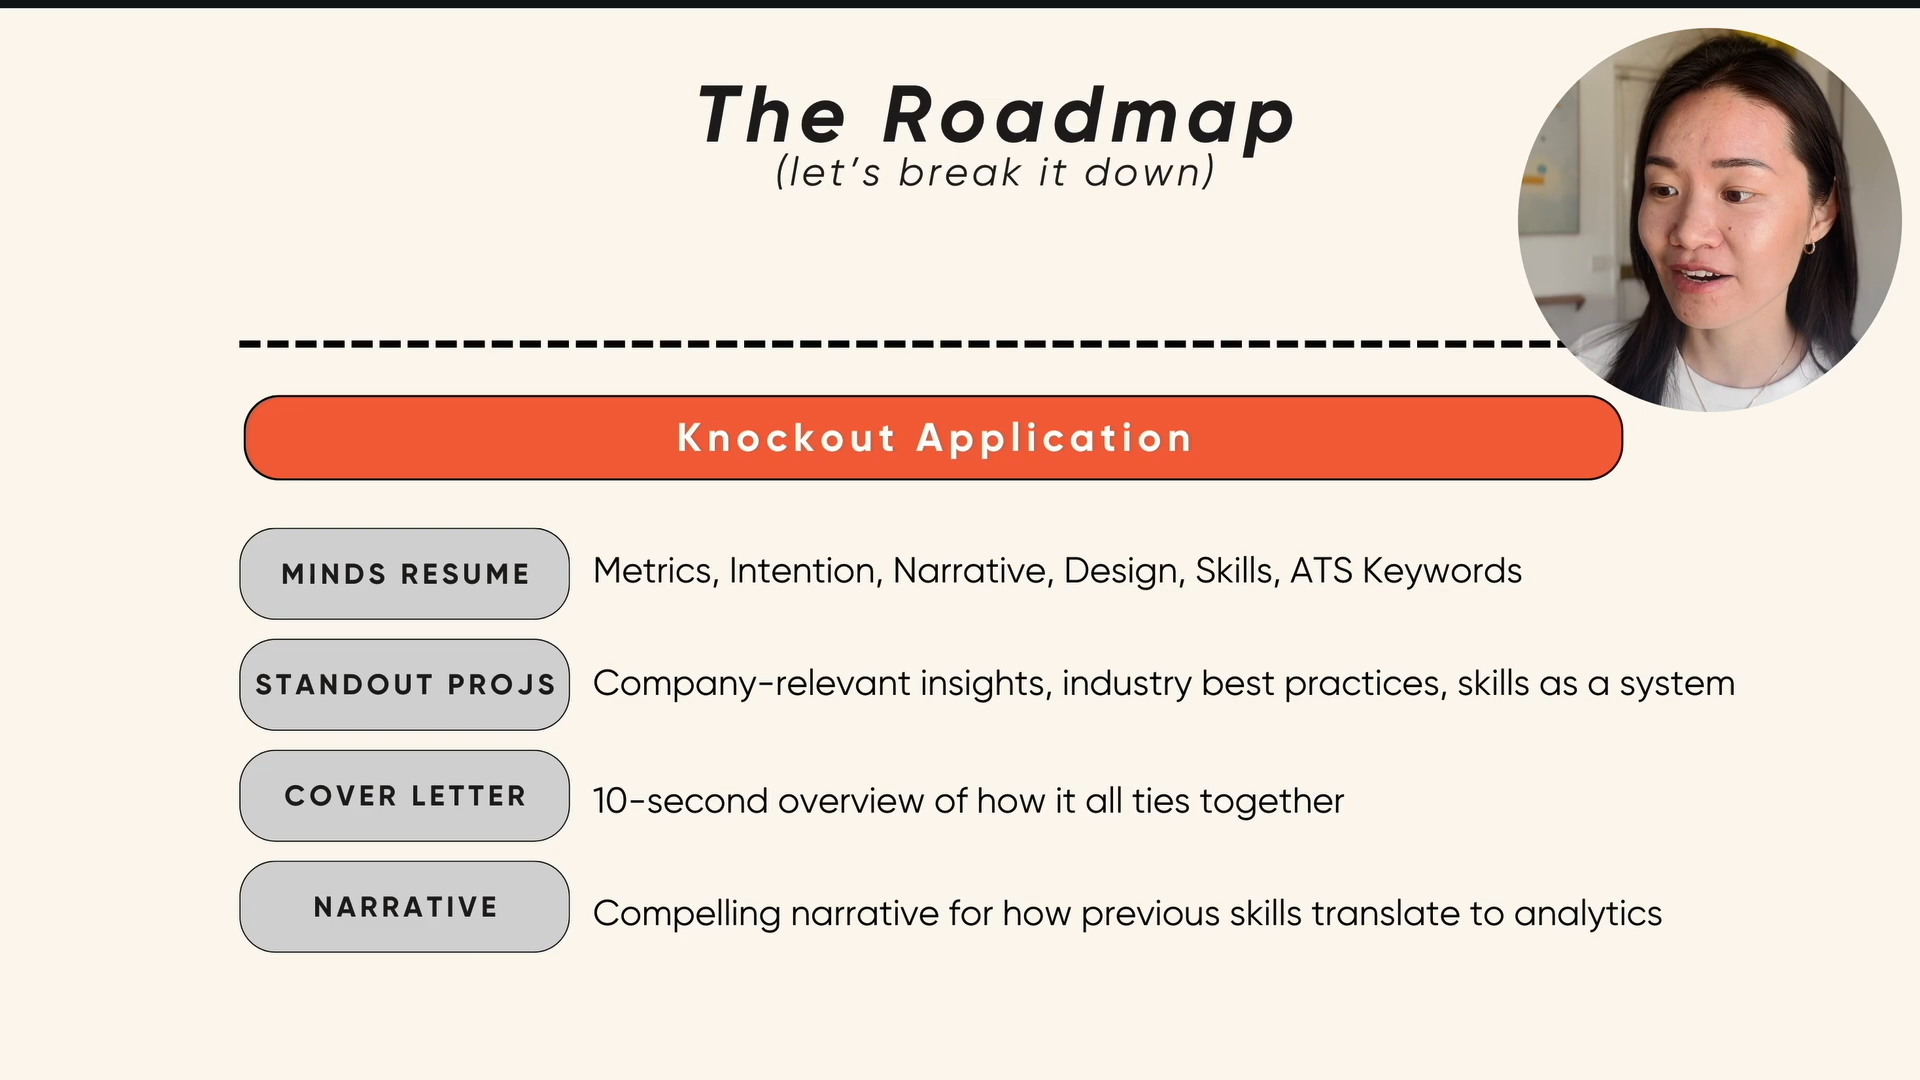 The Roadmap
(let's break it down)
Knockout Application
MINDS RESUME
Metrics, Intention, Narrative, Design, Skills, ATS Keywords
STANDOUT PROJS
Company-relevant insights, industry best practices, skills as a system
COVER LETTER
10-second overview of how it all ties together
NARRATIVE
Compelling narrative for how previous skills translate to analytics